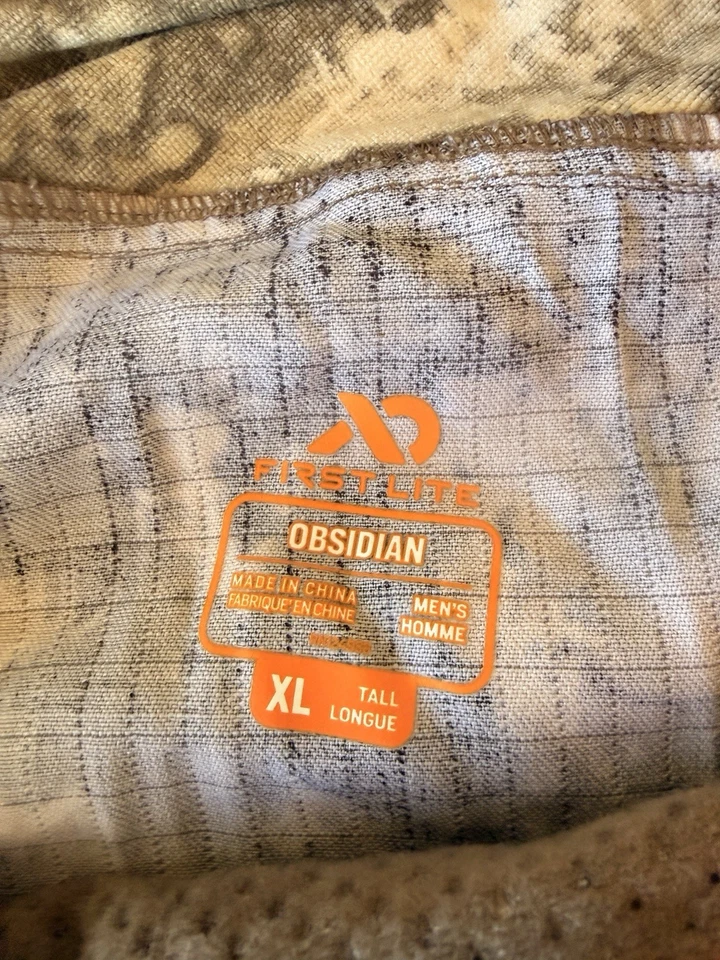 FIRST LITE
OBSIDIAN
MADE IN CHINA
FABRIQUE' EN CHINE
MEN'S
HOMME
XL
TALL
LONGUE